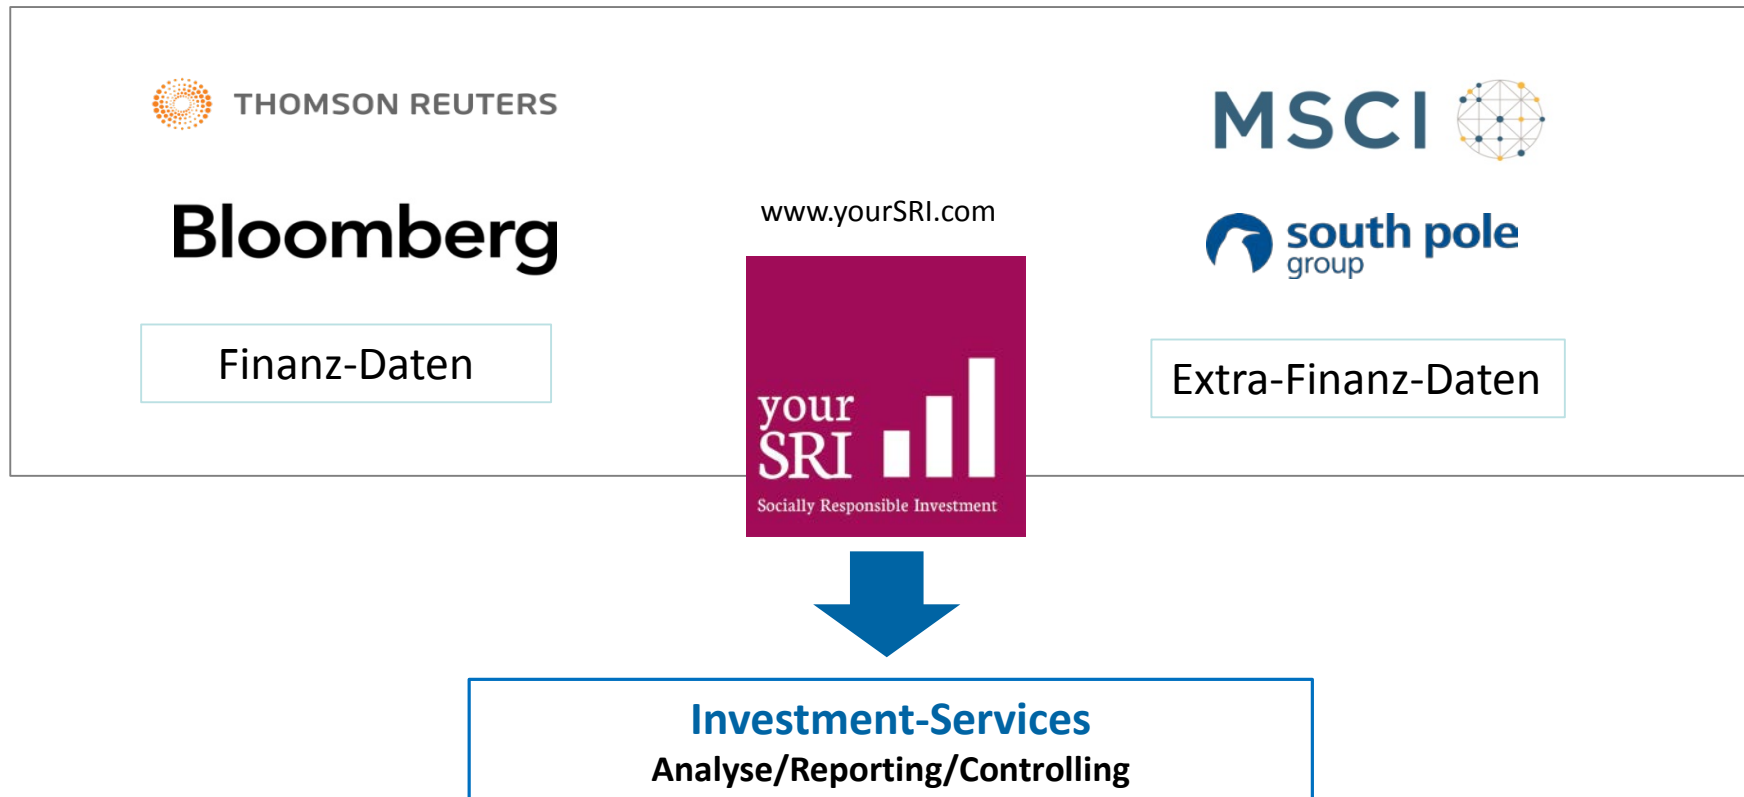 THOMSON REUTERS
Bloomberg
Finanz-Daten
www.yourSRI.com
your
SRI
Socially Responsible Investment
MSCI
south pole
group
Extra-Finanz-Daten
Investment-Services
Analyse/Reporting/Controlling